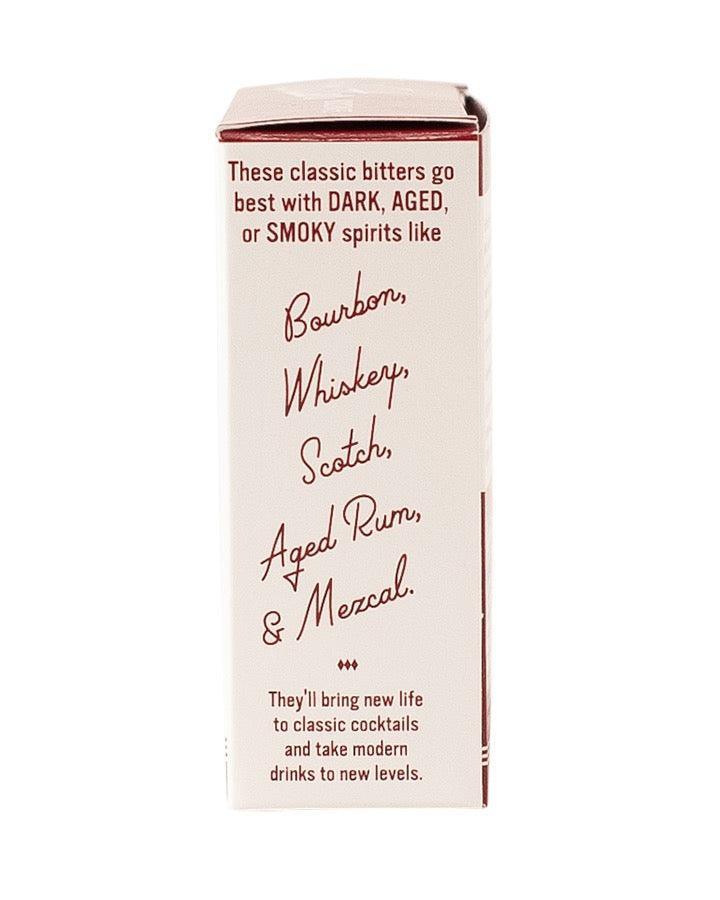 These classic bitters go
best with DARK, AGED,
or SMOKY spirits like
Bourbon,
Whiskey,
Scotch,
Aged Rum,
& Mezcal.
They'll bring new life
to classic cocktails
and take modern
drinks to new levels.